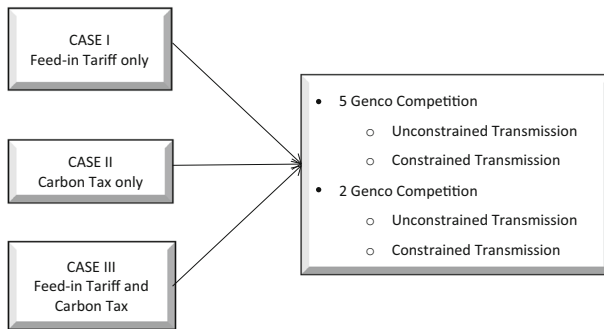 CASE I
Feed-in Tariff only
CASE II
Carbon Tax only
CASE III
Feed-in Tariff and
Carbon Tax
• 5 Genco Competition
o Unconstrained Transmission
o Constrained Transmission
• 2 Genco Competition
o Unconstrained Transmission
o Constrained Transmission